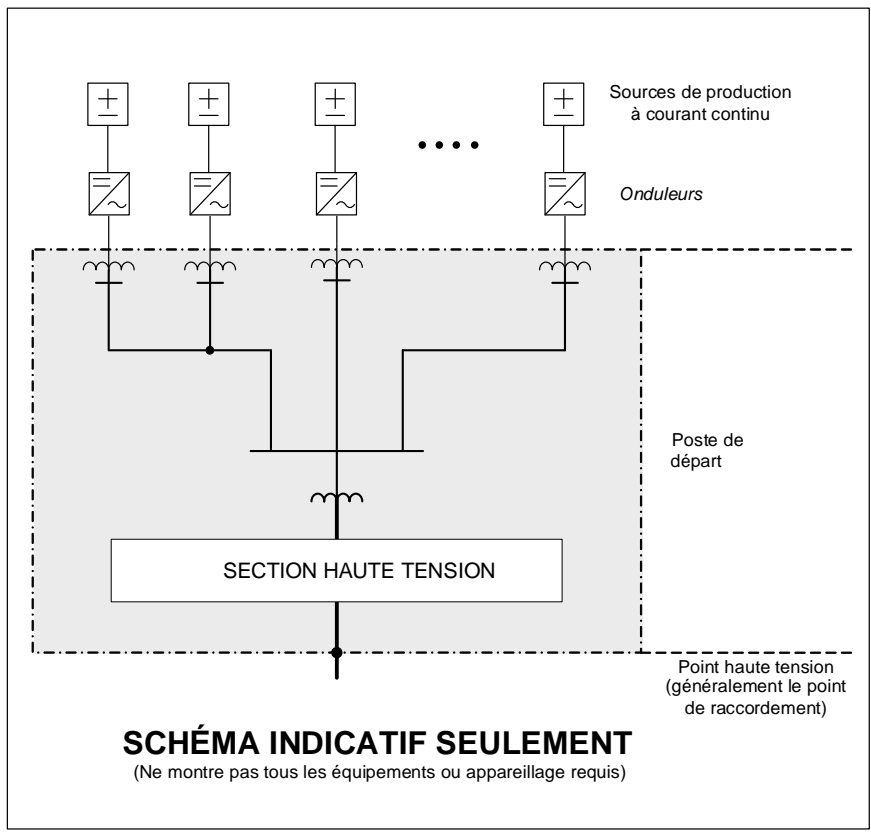 Sources de production
à courant continu
Onduleurs
Poste de
départ
SECTION HAUTE TENSION
Point haute tension
(généralement le point
de raccordement)
SCHÉMA INDICATIF SEULEMENT
(Ne montre pas tous les équipements ou appareillage requis)